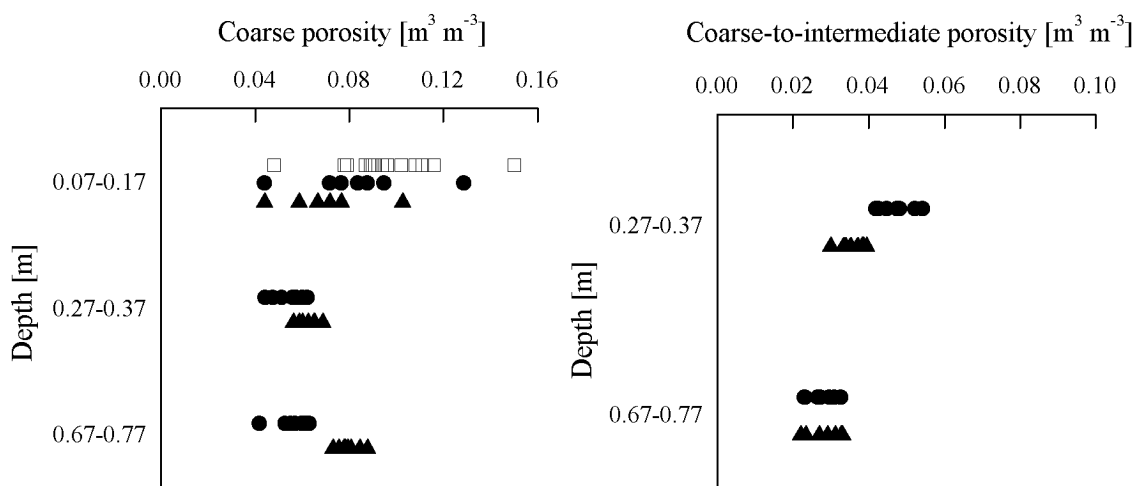 Coarse porosity [m³ m⁻³]
0.00 0.04 0.08 0.12 0.16
Depth [m]
0.07-0.17
0.27-0.37
0.67-0.77
Coarse-to-intermediate porosity [m³ m⁻³]
0.00 0.02 0.04 0.06 0.08 0.10
Depth [m]
0.27-0.37
0.67-0.77